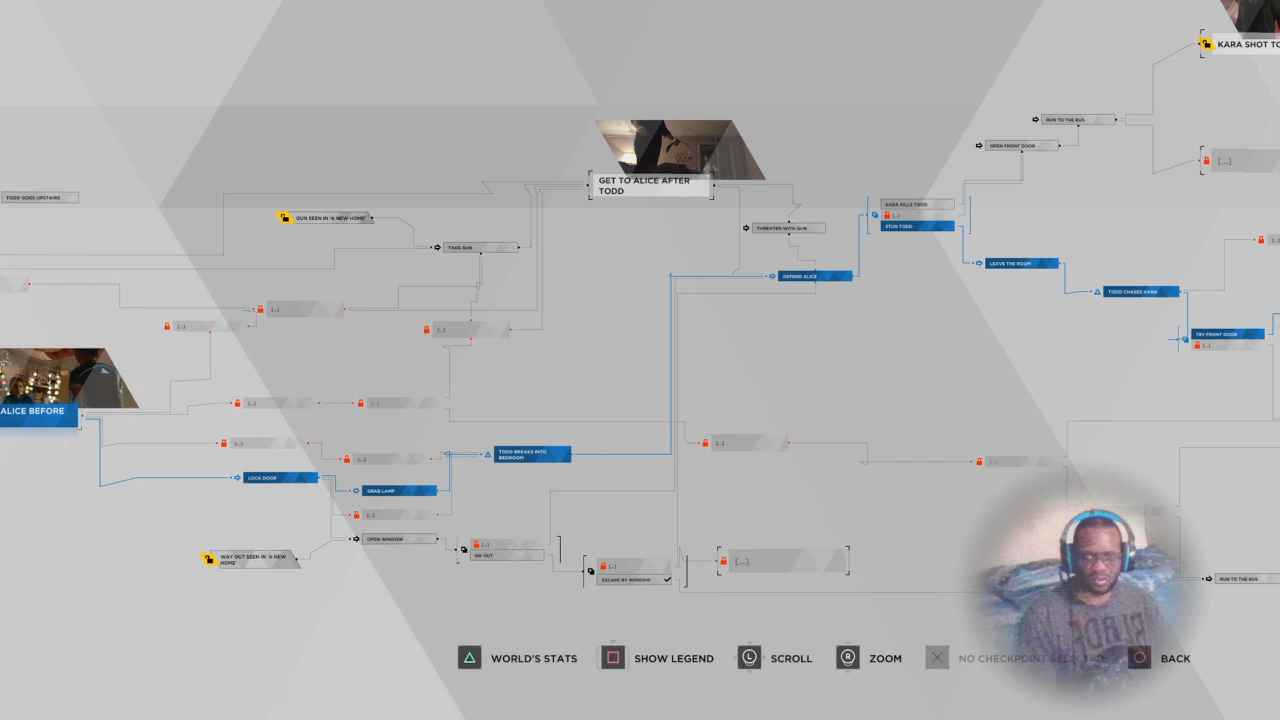 KARA SHOT TO
RUN TO THE BUS
OPEN FRONT DOOR
[...]
GET TO ALICE AFTER
TODD
TODD GOES UPSTAIRS
GUN SEEN IN 'A NEW HOME'
TAKE GUN
THREATEN WITH GUN
KARA KILLS TODD
[...]
STUN TODD
DEFEND ALICE
LEAVE THE ROOM
TODD CHASES KARA
[...]
[...]
[...]
TRY FRONT DOOR
[...]
ALICE BEFORE
[...]
[...]
[...]
[...]
[...]
[...]
TODD BREAKS INTO
BEDROOM
LOCK DOOR
GRAB LAMP
[...]
OPEN WINDOW
WAY OUT SEEN IN 'A NEW
HOME'
[...]
GO OUT
[...]
ESCAPE BY WINDOW
[...]
RUN TO THE BUS
WORLD'S STATS
SHOW LEGEND
L
SCROLL
R
ZOOM
NO CHECKPOINT SELECTED
BACK